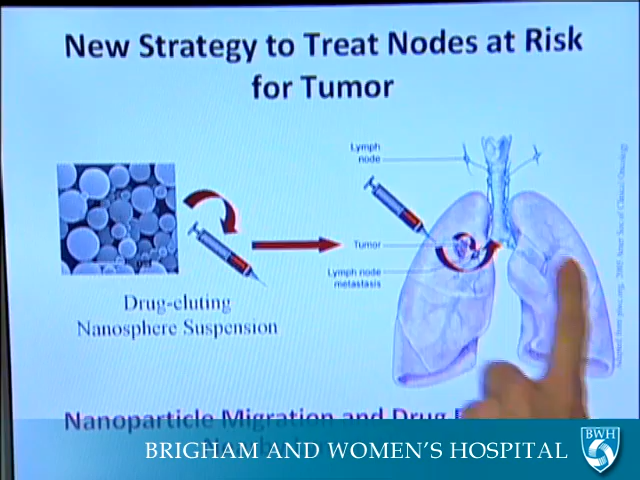 New Strategy to Treat Nodes at Risk
for Tumor
Lymph
node
Tumor
Lymph node
metastasis
Drug-eluting
Nanosphere Suspension
Nanoparticle Migration and Drug
BRIGHAM AND WOMEN'S HOSPITAL
BWH